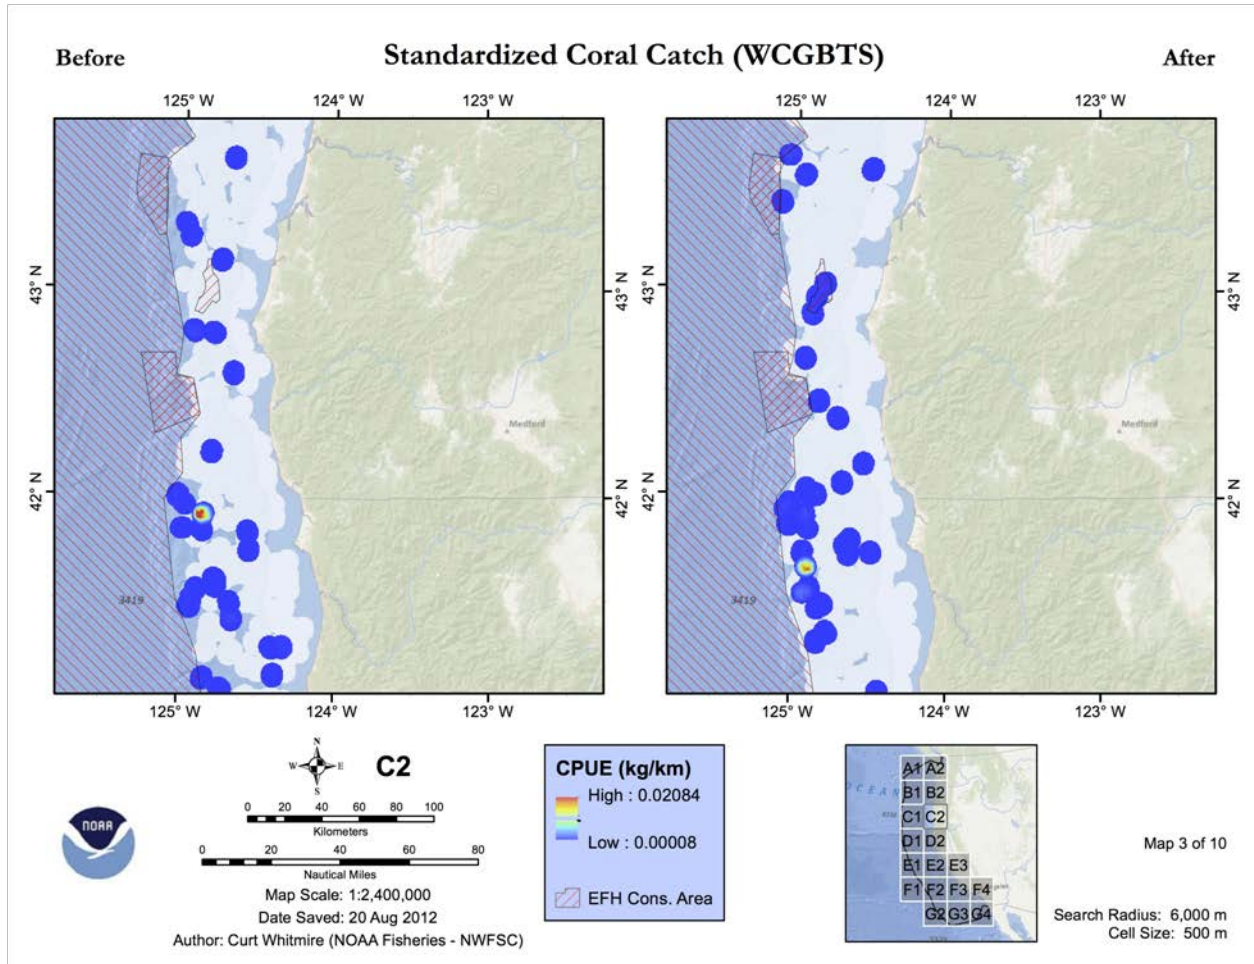 Before
Standardized Coral Catch (WCGBTS)
After
125° W
124° W
123° W
125° W
124° W
123° W
43° N
43° N
43° N
Medford
Medford
42° N
42° N
42° N
3419
3419
125° W
124° W
123° W
125° W
124° W
123° W
N
W
E
S
C2
0
20
40
60
80
100
Kilometers
0
20
40
60
80
Nautical Miles
Map Scale: 1:2,400,000
Date Saved: 20 Aug 2012
Author: Curt Whitmire (NOAA Fisheries - NWFSC)
NOAA
CPUE (kg/km)
High : 0.02084
Low : 0.00008
EFH Cons. Area
A1 A2
B1 B2
C1 C2
D1 D2
E1 E2 E3
F1 F2 F3 F4
G2 G3 G4
Map 3 of 10
Search Radius: 6,000 m
Cell Size: 500 m